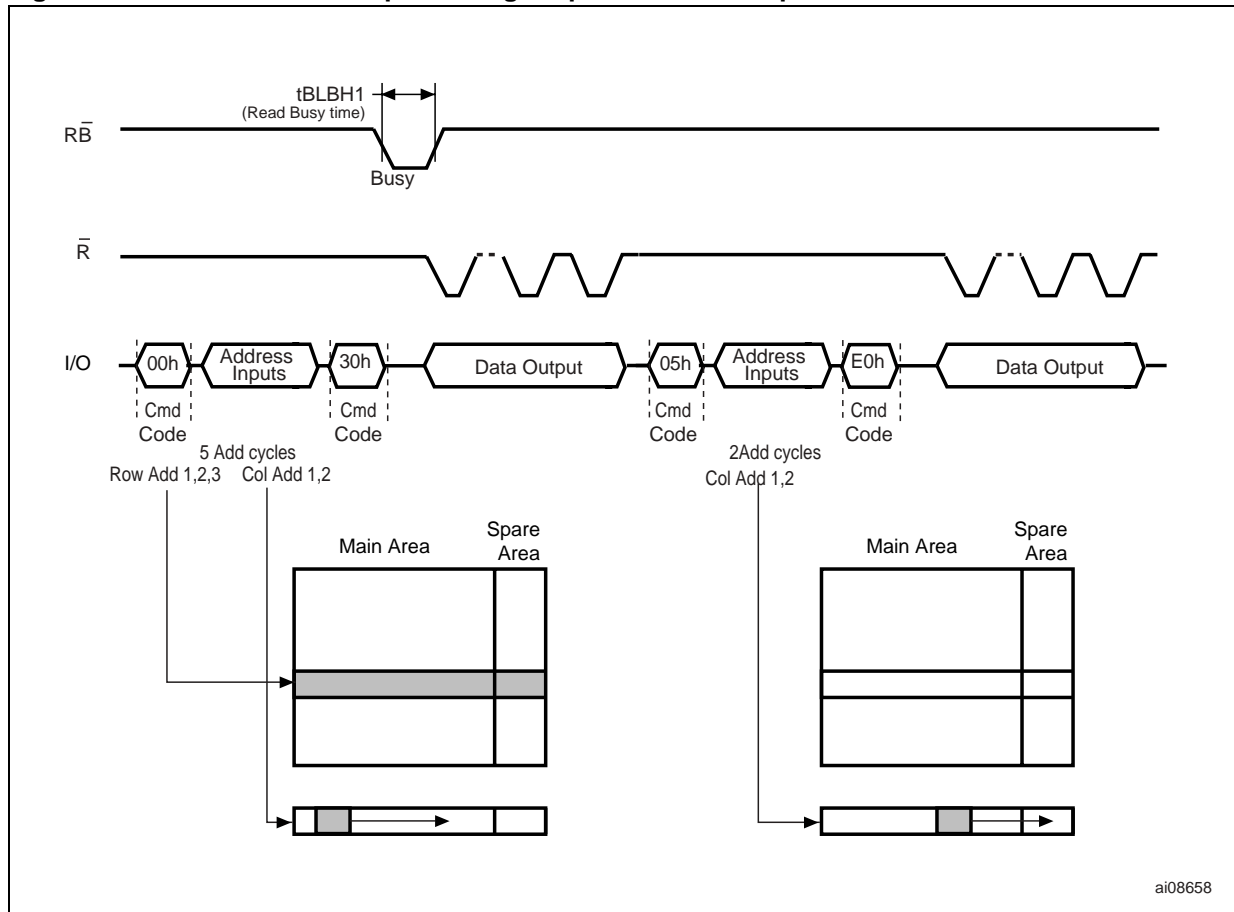 tBLBH1
(Read Busy time)
RB̅
Busy
R̅
I/O 00h Address Inputs 30h Data Output 05h Address Inputs E0h Data Output
Cmd Code Cmd Code Cmd Code Cmd Code
5 Add cycles 2Add cycles
Row Add 1,2,3 Col Add 1,2 Col Add 1,2
Main Area Spare Area Main Area Spare Area
ai08658